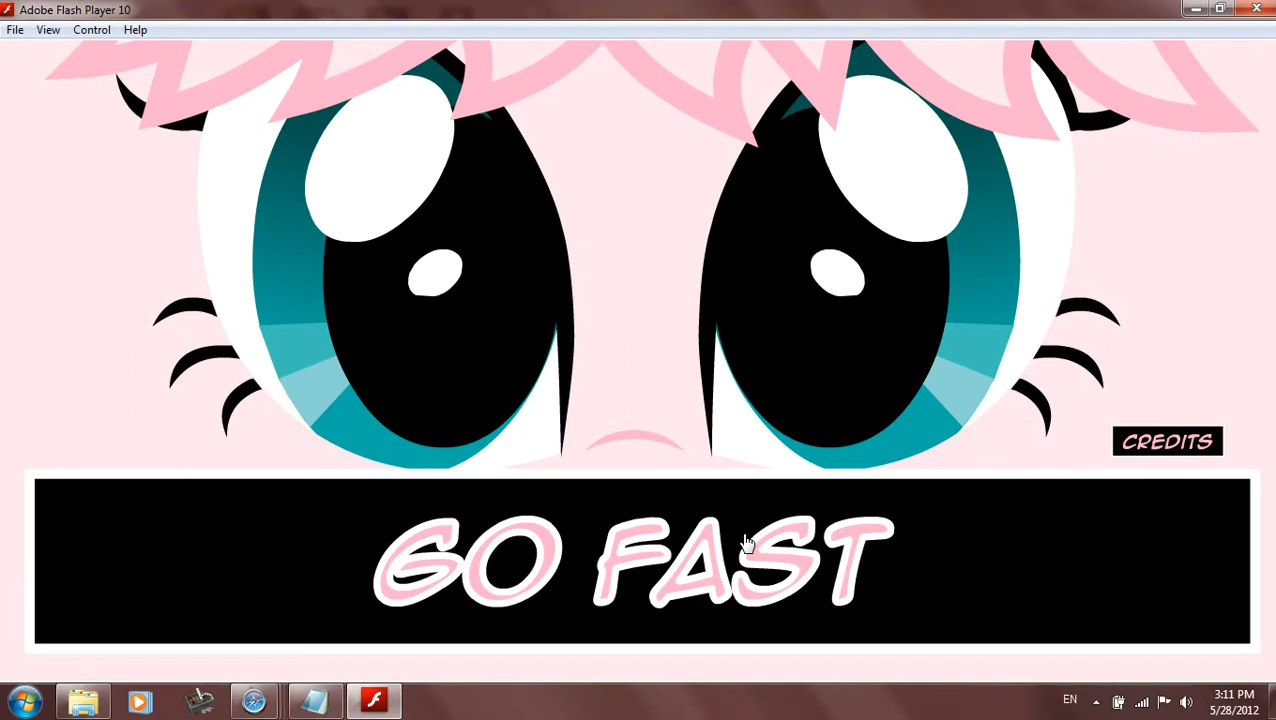 Adobe Flash Player 10
File View Control Help
CREDITS
GO FAST
EN
3:11 PM
5/28/2012